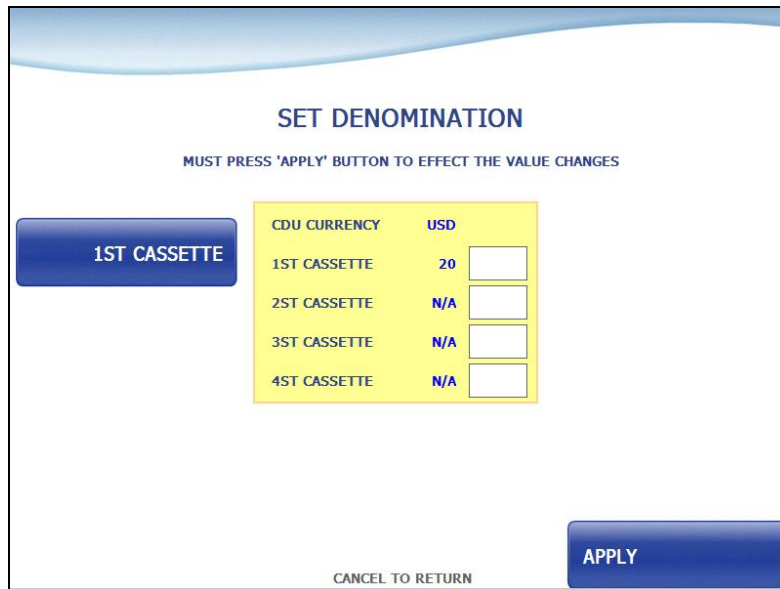 SET DENOMINATION
MUST PRESS 'APPLY' BUTTON TO EFFECT THE VALUE CHANGES
1ST CASSETTE
CDU CURRENCY USD
1ST CASSETTE 20
2ST CASSETTE N/A
3ST CASSETTE N/A
4ST CASSETTE N/A
APPLY
CANCEL TO RETURN